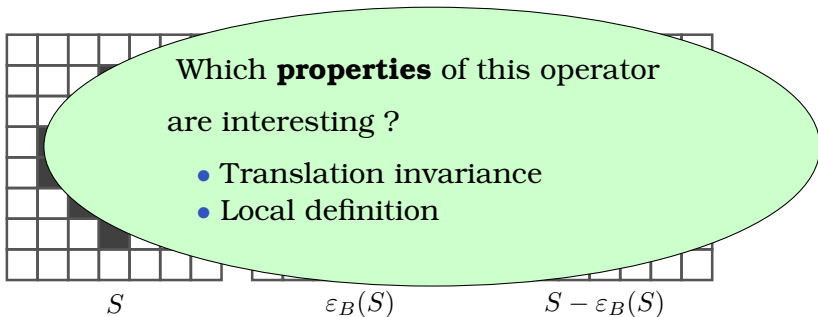 Which properties of this operator
are interesting ?
• Translation invariance
• Local definition
S ε_B(S) S − ε_B(S)